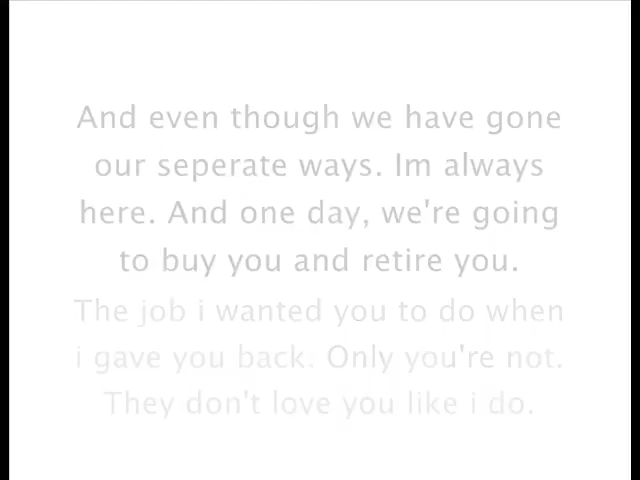 And even though we have gone
our seperate ways. Im always
here. And one day, we're going
to buy you and retire you.
The job i wanted you to do when
i gave you back. Only you're not.
They don't love you like i do.